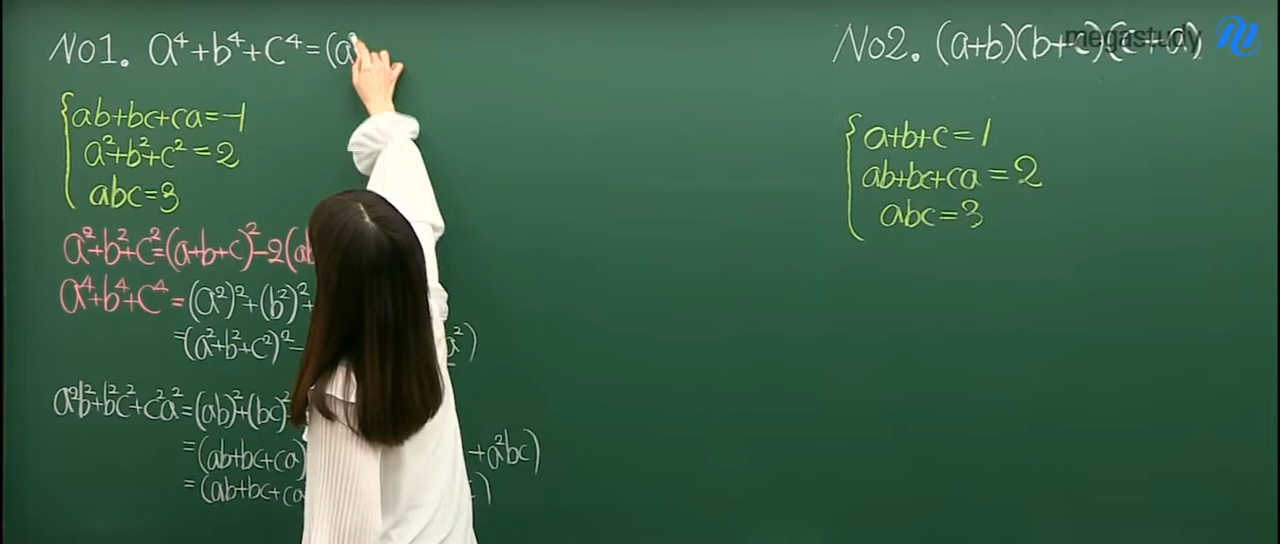 No1. a⁴+b⁴+c⁴=(a
ab+bc+ca=-1
a²+b²+c²=2
abc=3
a²+b²+c²=(a+b+c)²-2(ab
a⁴+b⁴+c⁴=(a²)²+(b²)²+
=(a²+b²+c²)²- a²)
a²b²+b²c²+c²a²=(ab)²+(bc)²
=(ab+bc+ca) +a²bc)
=(ab+bc+ca )
No2. (a+b)(b+c)(c+a)
megastudy
a+b+c=1
ab+bc+ca=2
abc=3